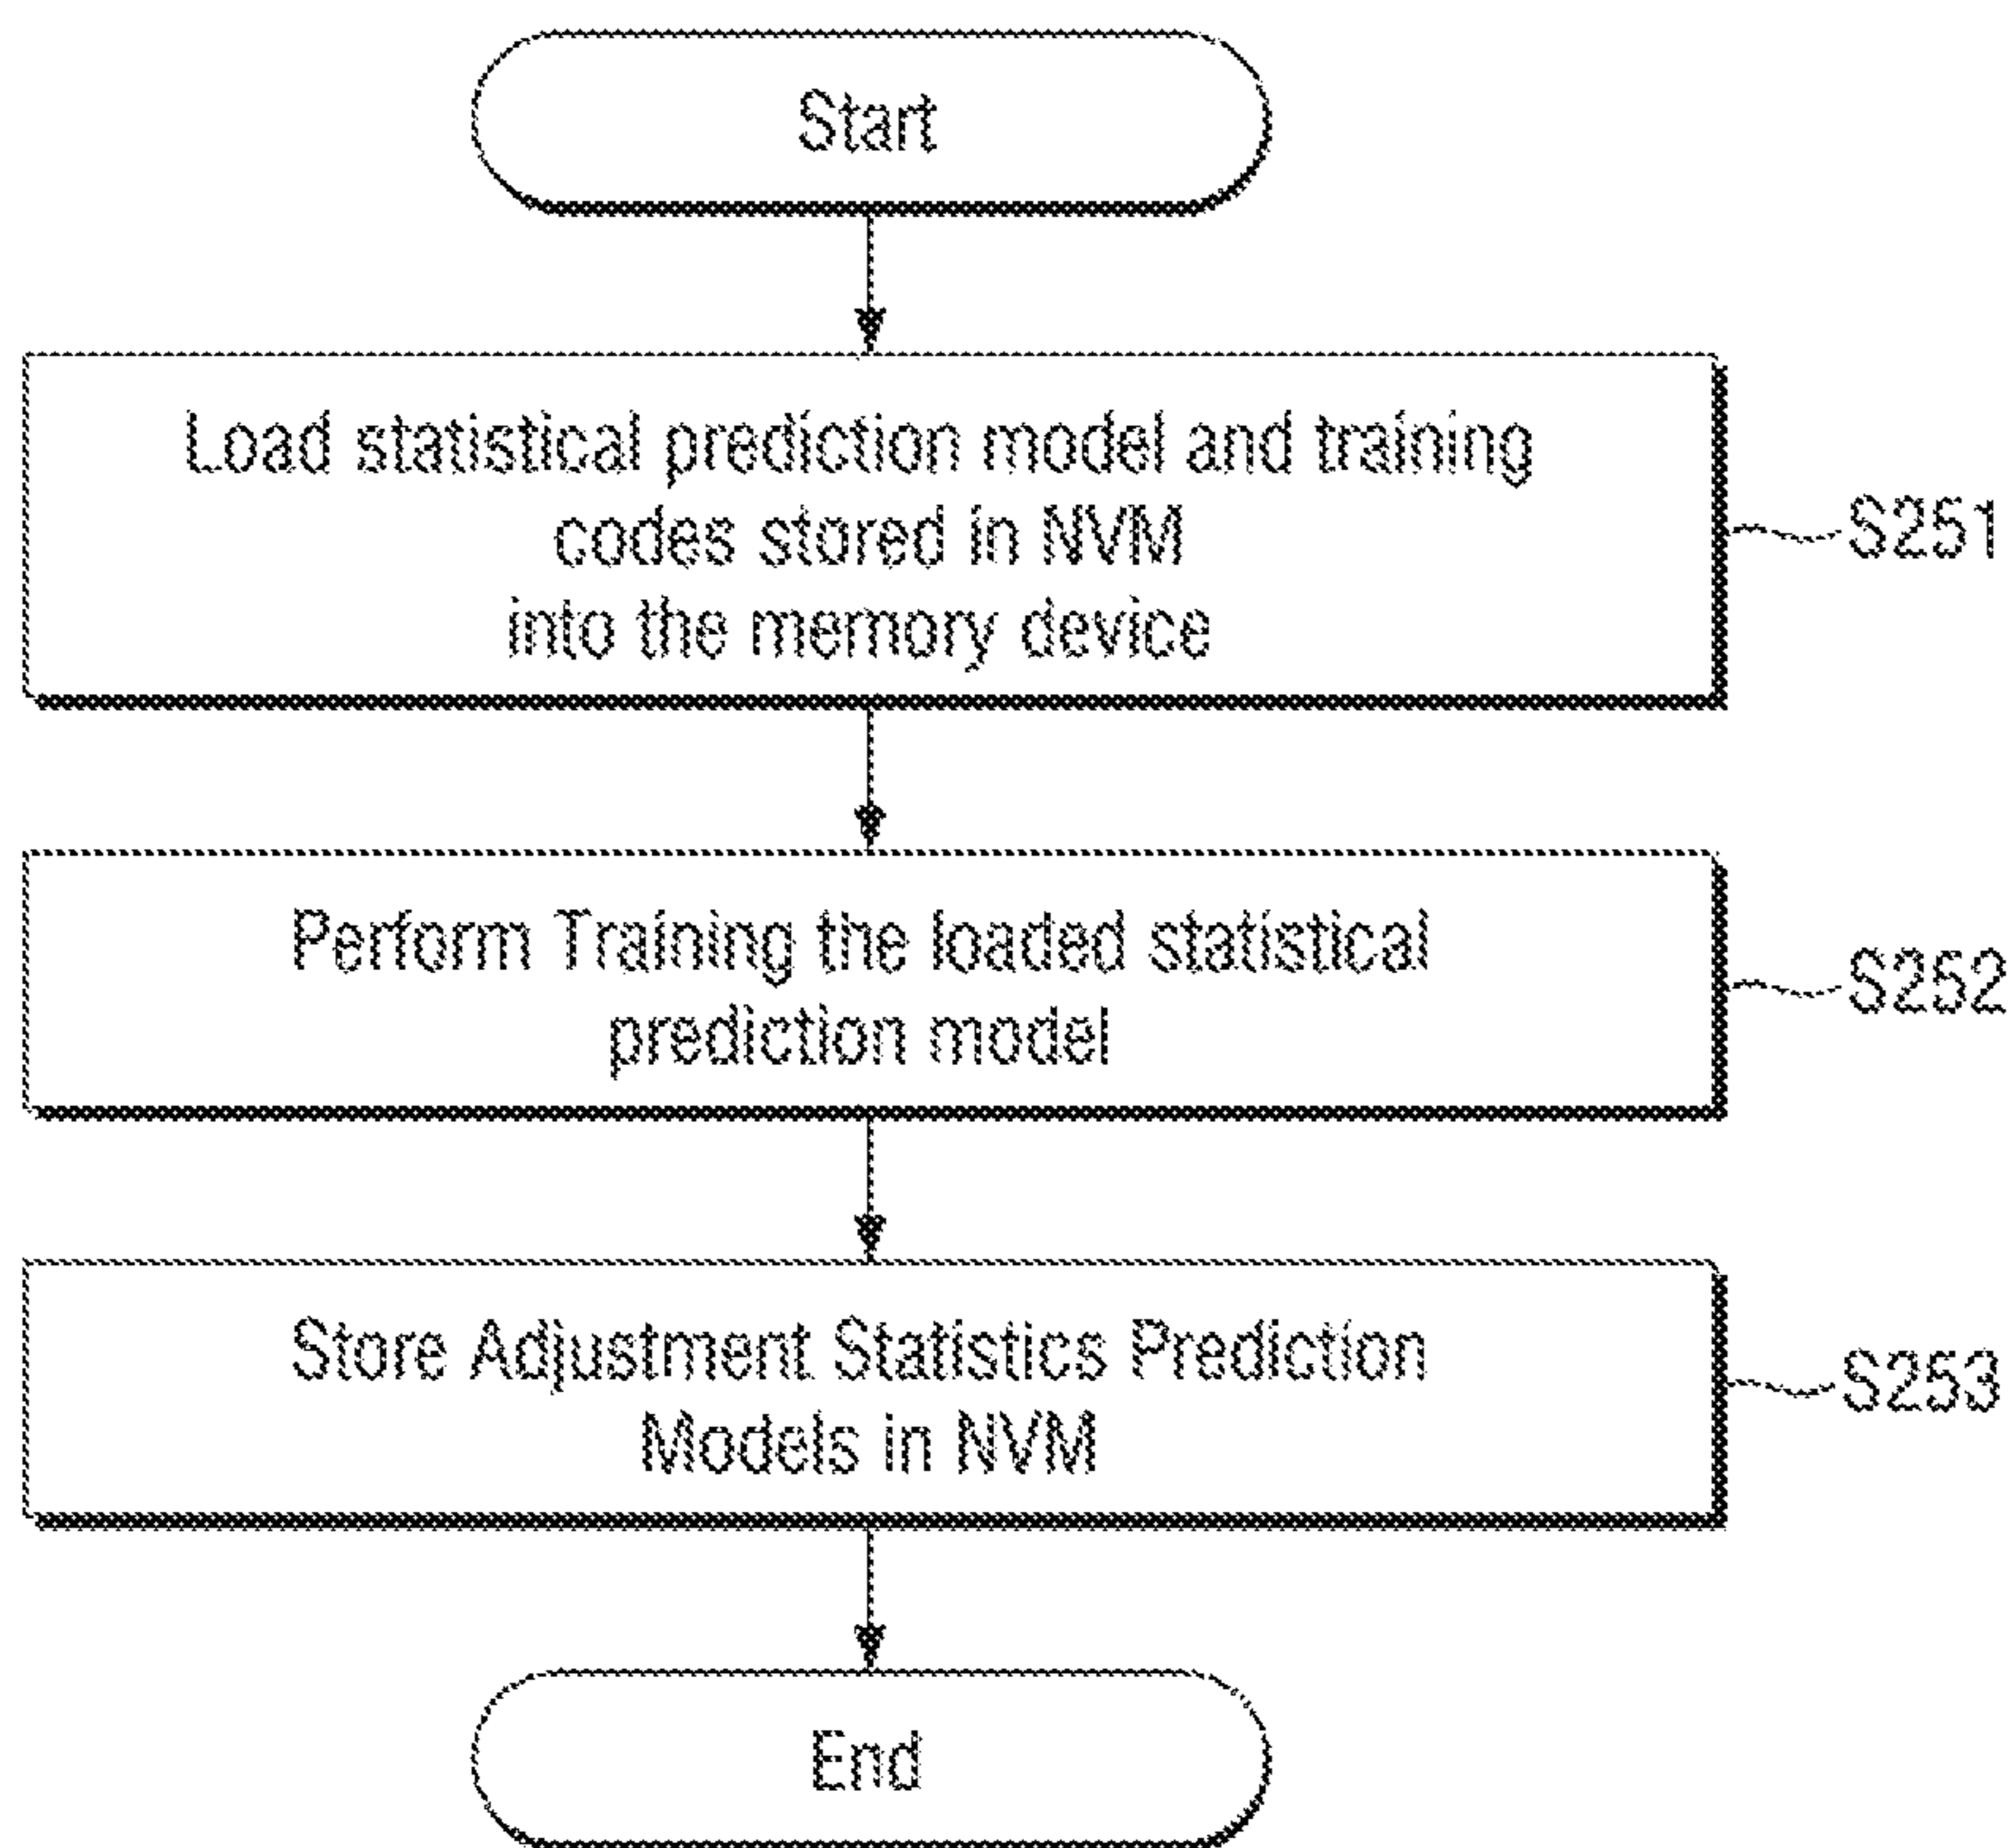 Start
Load statistical prediction model and training
codes stored in NVM
into the memory device
S251
Perform Training the loaded statistical
prediction model
S252
Store Adjustment Statistics Prediction
Models in NVM
S253
End